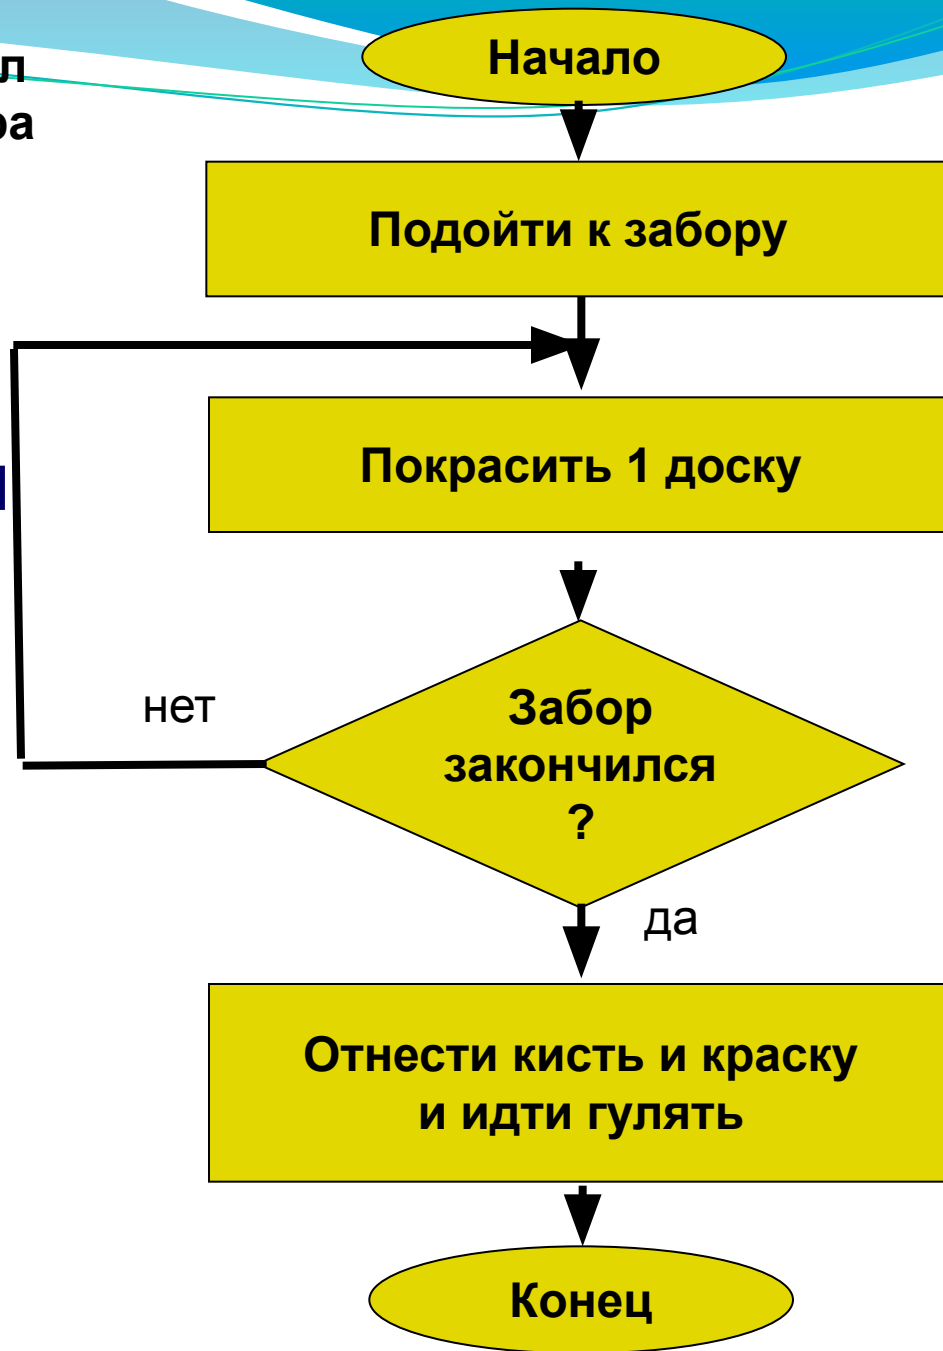 Начало
Подойти к забору
Покрасить 1 доску
Забор
закончился
?
нет
да
Отнести кисть и краску
и идти гулять
Конец